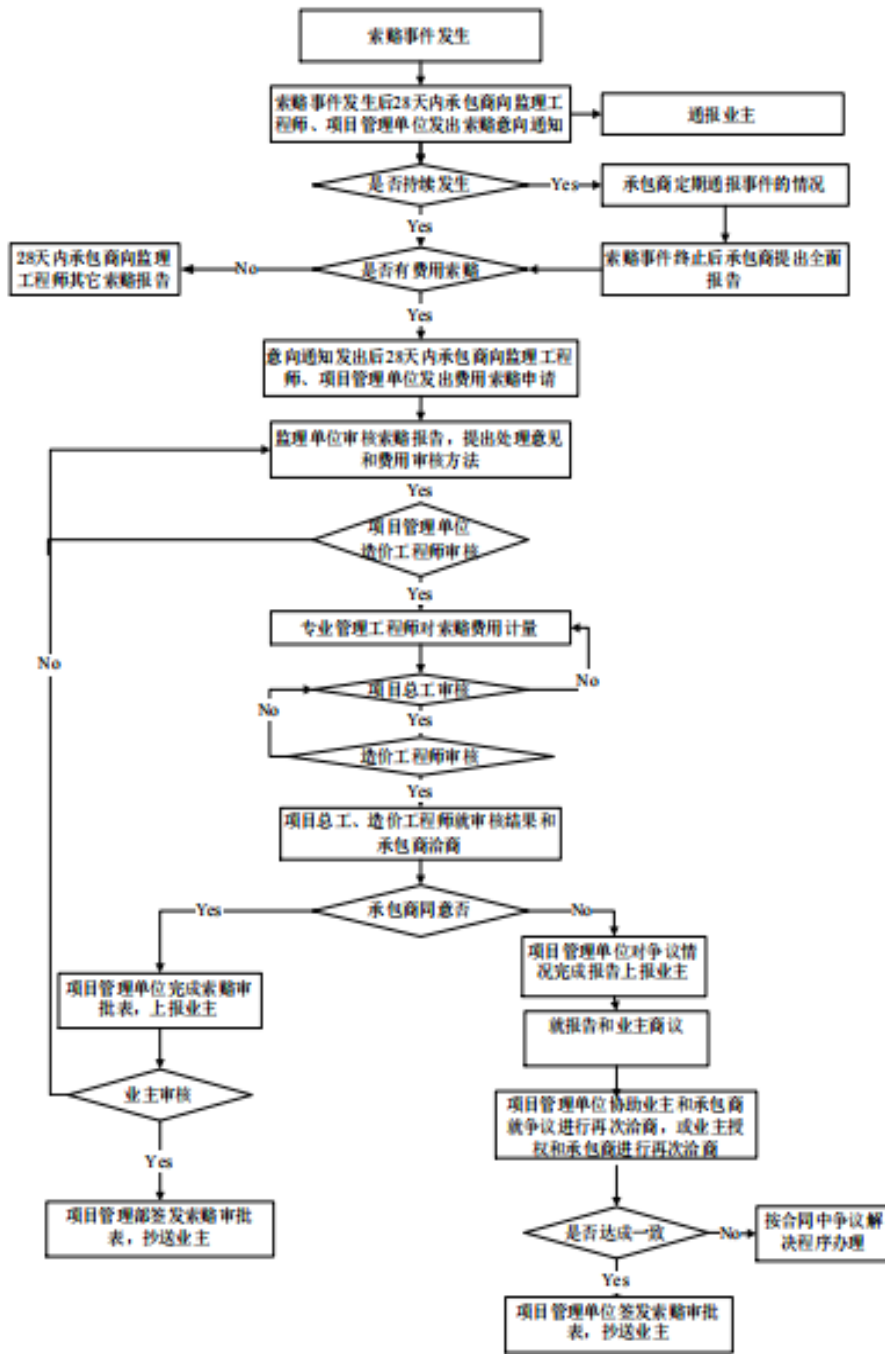 索赔事件发生
索赔事件发生后28天内承包商向监理工
程师、项目管理单位发出索赔意向通知
通报业主
是否持续发生
Yes
承包商定期通报事件的情况
Yes
28天内承包商向监理
工程师其它索赔报告
No
是否有费用索赔
索赔事件终止后承包商提出全面
报告
Yes
意向通知发出后28天内承包商向监理工程
师、项目管理单位发出费用索赔申请
监理单位审核索赔报告，提出处理意见
和费用审核方法
Yes
项目管理单位
造价工程师审核
Yes
专业管理工程师对索赔费用计量
No
项目总工审核
No
No
Yes
造价工程师审核
Yes
项目总工、造价工程师就审核结果和
承包商洽商
Yes
承包商同意否
No
项目管理单位对争议情
况完成报告上报业主
项目管理单位完成索赔审
批表，上报业主
就报告和业主商议
业主审核
项目管理单位协助业主和承包商
就争议进行再次洽商，或业主授
权和承包商进行再次洽商
Yes
项目管理部签发索赔审批
表，抄送业主
是否达成一致
No
按合同中争议解
决程序办理
Yes
项目管理单位签发索赔审批
表，抄送业主